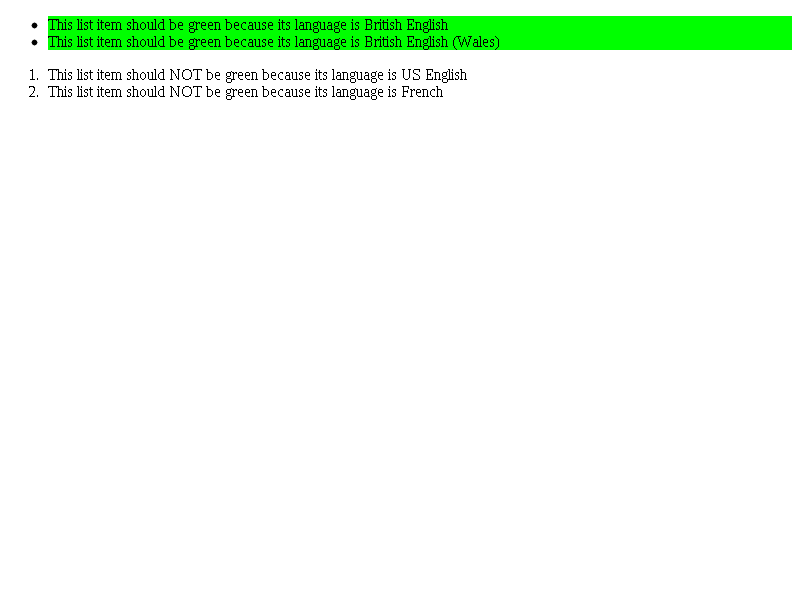 • This list item should be green because its language is British English
• This list item should be green because its language is British English (Wales)
1. This list item should NOT be green because its language is US English
2. This list item should NOT be green because its language is French